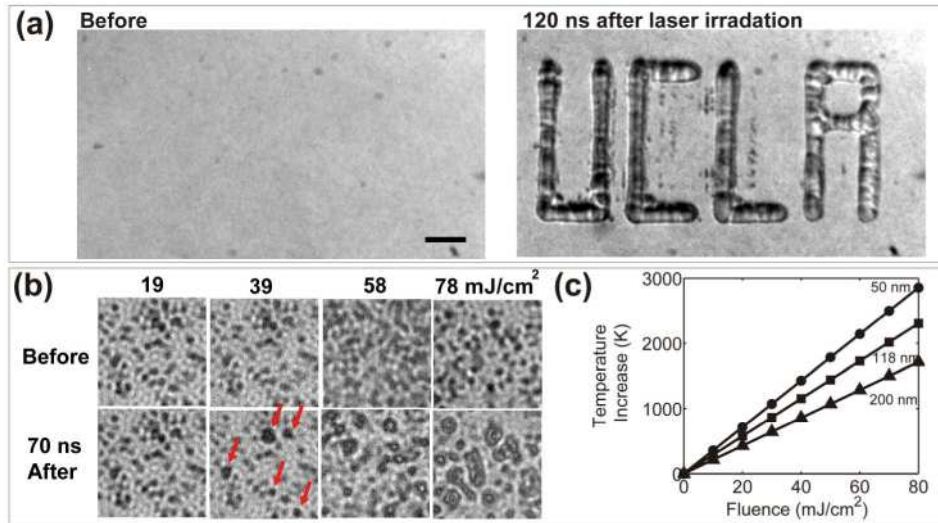 (a)
Before
120 ns after laser irradiation
UCLA
(b)
19 39 58 78 mJ/cm²
Before
70 ns
After
(c)
Temperature
Increase (K)
3000
2000
1000
0
50 nm
118 nm
200 nm
0 20 40 60 80
Fluence (mJ/cm²)